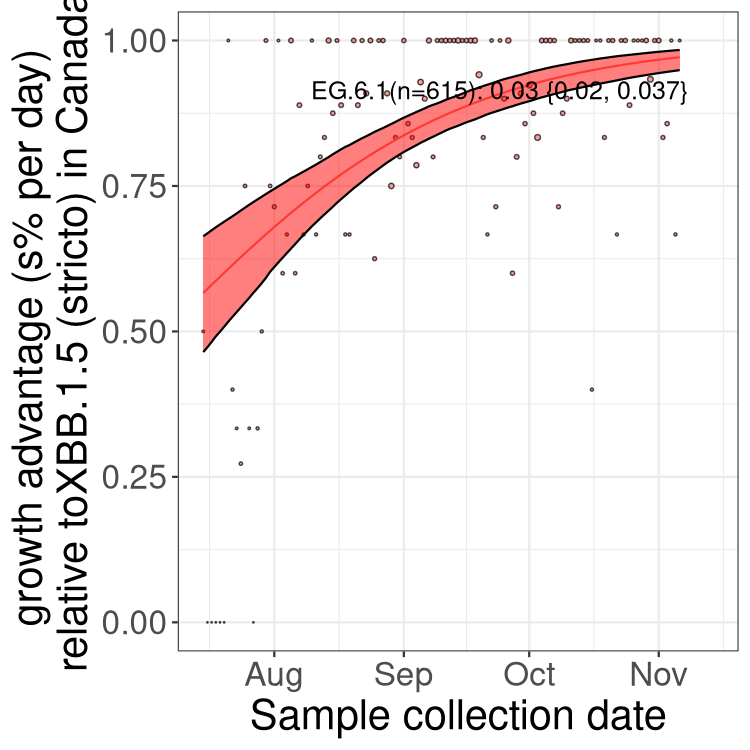 growth advantage (s% per day)
relative toXBB.1.5 (stricto) in Canada
1.00
0.75
0.50
0.25
0.00
EG.6.1(n=615): 0.03 {0.02, 0.037}
Aug Sep Oct Nov
Sample collection date